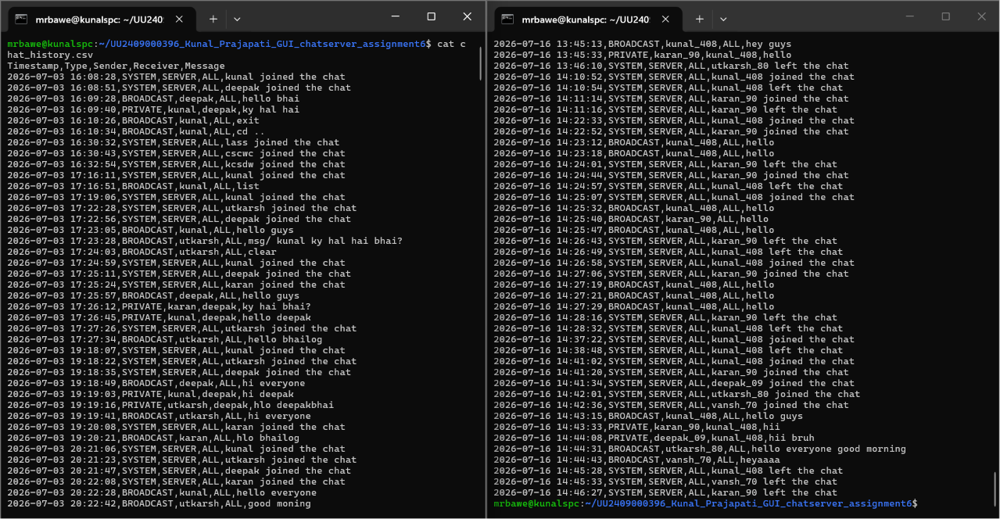 mrbawe@kunalspc: ~/UU240
mrbawe@kunalspc:~/UU2409000396_Kunal_Prajapati_GUI_chatserver_assignment6$ cat c
hat_history.csv
Timestamp,Type,Sender,Receiver,Message
2026-07-03 16:08:28,SYSTEM,SERVER,ALL,kunal joined the chat
2026-07-03 16:08:51,SYSTEM,SERVER,ALL,deepak joined the chat
2026-07-03 16:09:28,BROADCAST,deepak,ALL,hello bhai
2026-07-03 16:09:40,PRIVATE,kunal,deepak,ky hal hai
2026-07-03 16:10:26,BROADCAST,kunal,ALL,exit
2026-07-03 16:10:34,BROADCAST,kunal,ALL,cd ..
2026-07-03 16:30:32,SYSTEM,SERVER,ALL,lass joined the chat
2026-07-03 16:30:43,SYSTEM,SERVER,ALL,cscwc joined the chat
2026-07-03 16:32:54,SYSTEM,SERVER,ALL,kcsdw joined the chat
2026-07-03 17:16:11,SYSTEM,SERVER,ALL,kunal joined the chat
2026-07-03 17:16:51,BROADCAST,kunal,ALL,list
2026-07-03 17:19:06,SYSTEM,SERVER,ALL,kunal joined the chat
2026-07-03 17:22:28,SYSTEM,SERVER,ALL,utkarsh joined the chat
2026-07-03 17:22:56,SYSTEM,SERVER,ALL,deepak joined the chat
2026-07-03 17:23:05,BROADCAST,kunal,ALL,hello guys
2026-07-03 17:23:28,BROADCAST,utkarsh,ALL,msg/ kunal ky hal hai bhai?
2026-07-03 17:24:03,BROADCAST,utkarsh,ALL,clear
2026-07-03 17:24:59,SYSTEM,SERVER,ALL,kunal joined the chat
2026-07-03 17:25:11,SYSTEM,SERVER,ALL,deepak joined the chat
2026-07-03 17:25:24,SYSTEM,SERVER,ALL,karan joined the chat
2026-07-03 17:25:57,BROADCAST,deepak,ALL,hello guys
2026-07-03 17:26:12,PRIVATE,karan,deepak,ky hai bhai?
2026-07-03 17:26:45,PRIVATE,kunal,deepak,hello deepak
2026-07-03 17:27:26,SYSTEM,SERVER,ALL,utkarsh joined the chat
2026-07-03 17:27:34,BROADCAST,utkarsh,ALL,hello bhailog
2026-07-03 19:18:07,SYSTEM,SERVER,ALL,kunal joined the chat
2026-07-03 19:18:22,SYSTEM,SERVER,ALL,utkarsh joined the chat
2026-07-03 19:18:35,SYSTEM,SERVER,ALL,deepak joined the chat
2026-07-03 19:18:49,BROADCAST,deepak,ALL,hi everyone
2026-07-03 19:19:03,PRIVATE,kunal,deepak,hi deepak
2026-07-03 19:19:16,PRIVATE,utkarsh,deepak,hlo deepakbhai
2026-07-03 19:19:41,BROADCAST,utkarsh,ALL,hi everyone
2026-07-03 19:20:08,SYSTEM,SERVER,ALL,karan joined the chat
2026-07-03 19:20:21,BROADCAST,karan,ALL,hlo bhailog
2026-07-03 20:21:06,SYSTEM,SERVER,ALL,kunal joined the chat
2026-07-03 20:21:23,SYSTEM,SERVER,ALL,utkarsh joined the chat
2026-07-03 20:21:47,SYSTEM,SERVER,ALL,deepak joined the chat
2026-07-03 20:22:08,SYSTEM,SERVER,ALL,karan joined the chat
2026-07-03 20:22:28,BROADCAST,kunal,ALL,hello everyone
2026-07-03 20:22:42,BROADCAST,utkarsh,ALL,good moning
mrbawe@kunalspc: ~/UU240
2026-07-16 13:45:13,BROADCAST,kunal_408,ALL,hey guys
2026-07-16 13:45:33,PRIVATE,karan_90,kunal_408,hello
2026-07-16 13:46:10,SYSTEM,SERVER,ALL,utkarsh_80 left the chat
2026-07-16 14:10:52,SYSTEM,SERVER,ALL,kunal_408 joined the chat
2026-07-16 14:10:54,SYSTEM,SERVER,ALL,kunal_408 left the chat
2026-07-16 14:11:14,SYSTEM,SERVER,ALL,karan_90 joined the chat
2026-07-16 14:11:16,SYSTEM,SERVER,ALL,karan_90 left the chat
2026-07-16 14:22:33,SYSTEM,SERVER,ALL,kunal_408 joined the chat
2026-07-16 14:22:52,SYSTEM,SERVER,ALL,karan_90 joined the chat
2026-07-16 14:23:12,BROADCAST,kunal_408,ALL,hello
2026-07-16 14:23:18,BROADCAST,kunal_408,ALL,hello
2026-07-16 14:24:01,SYSTEM,SERVER,ALL,karan_90 left the chat
2026-07-16 14:24:44,SYSTEM,SERVER,ALL,karan_90 joined the chat
2026-07-16 14:24:57,SYSTEM,SERVER,ALL,kunal_408 left the chat
2026-07-16 14:25:07,SYSTEM,SERVER,ALL,kunal_408 joined the chat
2026-07-16 14:25:32,BROADCAST,kunal_408,ALL,hello
2026-07-16 14:25:40,BROADCAST,karan_90,ALL,hello
2026-07-16 14:25:47,BROADCAST,kunal_408,ALL,hello
2026-07-16 14:26:43,SYSTEM,SERVER,ALL,karan_90 left the chat
2026-07-16 14:26:49,SYSTEM,SERVER,ALL,kunal_408 left the chat
2026-07-16 14:26:58,SYSTEM,SERVER,ALL,kunal_408 joined the chat
2026-07-16 14:27:06,SYSTEM,SERVER,ALL,karan_90 joined the chat
2026-07-16 14:27:19,BROADCAST,kunal_408,ALL,hello
2026-07-16 14:27:21,BROADCAST,kunal_408,ALL,hello
2026-07-16 14:27:29,BROADCAST,kunal_408,ALL,hello
2026-07-16 14:28:16,SYSTEM,SERVER,ALL,karan_90 left the chat
2026-07-16 14:28:32,SYSTEM,SERVER,ALL,kunal_408 left the chat
2026-07-16 14:37:22,SYSTEM,SERVER,ALL,kunal_408 joined the chat
2026-07-16 14:38:48,SYSTEM,SERVER,ALL,kunal_408 left the chat
2026-07-16 14:41:02,SYSTEM,SERVER,ALL,kunal_408 joined the chat
2026-07-16 14:41:20,SYSTEM,SERVER,ALL,karan_90 joined the chat
2026-07-16 14:41:34,SYSTEM,SERVER,ALL,deepak_09 joined the chat
2026-07-16 14:42:01,SYSTEM,SERVER,ALL,utkarsh_80 joined the chat
2026-07-16 14:42:36,SYSTEM,SERVER,ALL,vansh_70 joined the chat
2026-07-16 14:43:15,BROADCAST,kunal_408,ALL,hello guys
2026-07-16 14:43:33,PRIVATE,karan_90,kunal_408,hii
2026-07-16 14:44:08,PRIVATE,deepak_09,kunal_408,hii bruh
2026-07-16 14:44:31,BROADCAST,utkarsh_80,ALL,hello everyone good morning
2026-07-16 14:44:43,BROADCAST,vansh_70,ALL,heyaaaa
2026-07-16 14:45:28,SYSTEM,SERVER,ALL,kunal_408 left the chat
2026-07-16 14:45:33,SYSTEM,SERVER,ALL,vansh_70 left the chat
2026-07-16 14:46:27,SYSTEM,SERVER,ALL,karan_90 left the chat
mrbawe@kunalspc:~/UU2409000396_Kunal_Prajapati_GUI_chatserver_assignment6$